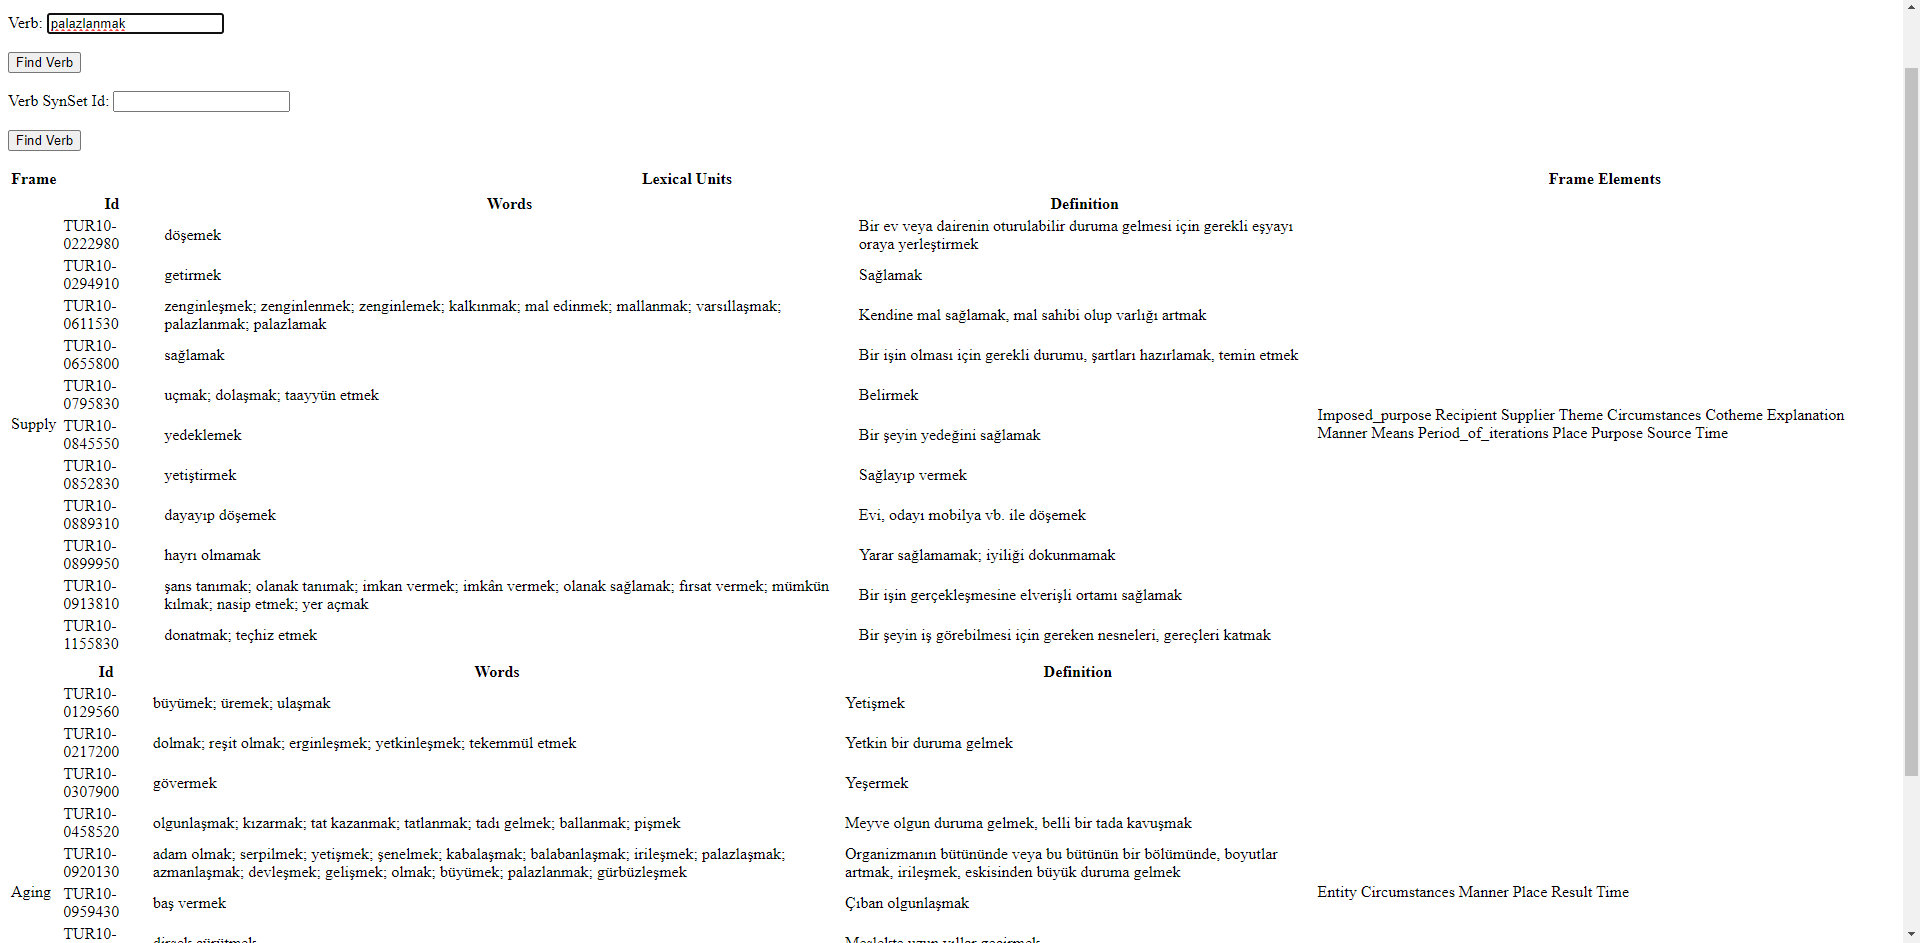 Verb: palazlanmak
Find Verb
Verb SynSet Id:
Find Verb
Frame Lexical Units Frame Elements
Id Words Definition
TUR10-
0222980
döşemek
Bir ev veya dairenin oturulabilir duruma gelmesi için gerekli eşyayı
oraya yerleştirmek
TUR10-
0294910
getirmek
Sağlamak
TUR10-
0611530
zenginleşmek; zenginlenmek; zenginlemek; kalkınmak; mal edinmek; mallanmak; varsıllaşmak;
palazlanmak; palazlamak
Kendine mal sağlamak, mal sahibi olup varlığı artmak
TUR10-
0655800
sağlamak
Bir işin olması için gerekli durumu, şartları hazırlamak, temin etmek
TUR10-
0795830
uçmak; dolaşmak; taayyün etmek
Belirmek
Supply
TUR10-
0845550
yedeklemek
Bir şeyin yedeğini sağlamak
Imposed_purpose Recipient Supplier Theme Circumstances Cotheme Explanation
Manner Means Period_of_iterations Place Purpose Source Time
TUR10-
0852830
yetiştirmek
Sağlayıp vermek
TUR10-
0889310
dayayıp döşemek
Evi, odayı mobilya vb. ile döşemek
TUR10-
0899950
hayrı olmamak
Yarar sağlamamak; iyiliği dokunmamak
TUR10-
0913810
şans tanımak; olanak tanımak; imkan vermek; imkân vermek; olanak sağlamak; fırsat vermek; mümkün
kılmak; nasip etmek; yer açmak
Bir işin gerçekleşmesine elverişli ortamı sağlamak
TUR10-
1155830
donatmak; teçhiz etmek
Bir şeyin iş görebilmesi için gereken nesneleri, gereçleri katmak
Id Words Definition
TUR10-
0129560
büyümek; üremek; ulaşmak
Yetişmek
TUR10-
0217200
dolmak; reşit olmak; erginleşmek; yetkinleşmek; tekemmül etmek
Yetkin bir duruma gelmek
TUR10-
0307900
gövermek
Yeşermek
TUR10-
0458520
olgunlaşmak; kızarmak; tat kazanmak; tatlanmak; tadı gelmek; ballanmak; pişmek
Meyve olgun duruma gelmek, belli bir tada kavuşmak
TUR10-
0920130
adam olmak; serpilmek; yetişmek; şenelmek; kabalaşmak; balabanlaşmak; irileşmek; palazlaşmak;
azmanlaşmak; devleşmek; gelişmek; olmak; büyümek; palazlanmak; gürbüzleşmek
Organizmanın bütününde veya bu bütünün bir bölümünde, boyutlar
artmak, irileşmek, eskisinden büyük duruma gelmek
Aging
TUR10-
0959430
baş vermek
Çıban olgunlaşmak
Entity Circumstances Manner Place Result Time
TUR10-
dirsek çürütmek
Meslekte uzun yıllar geçirmek